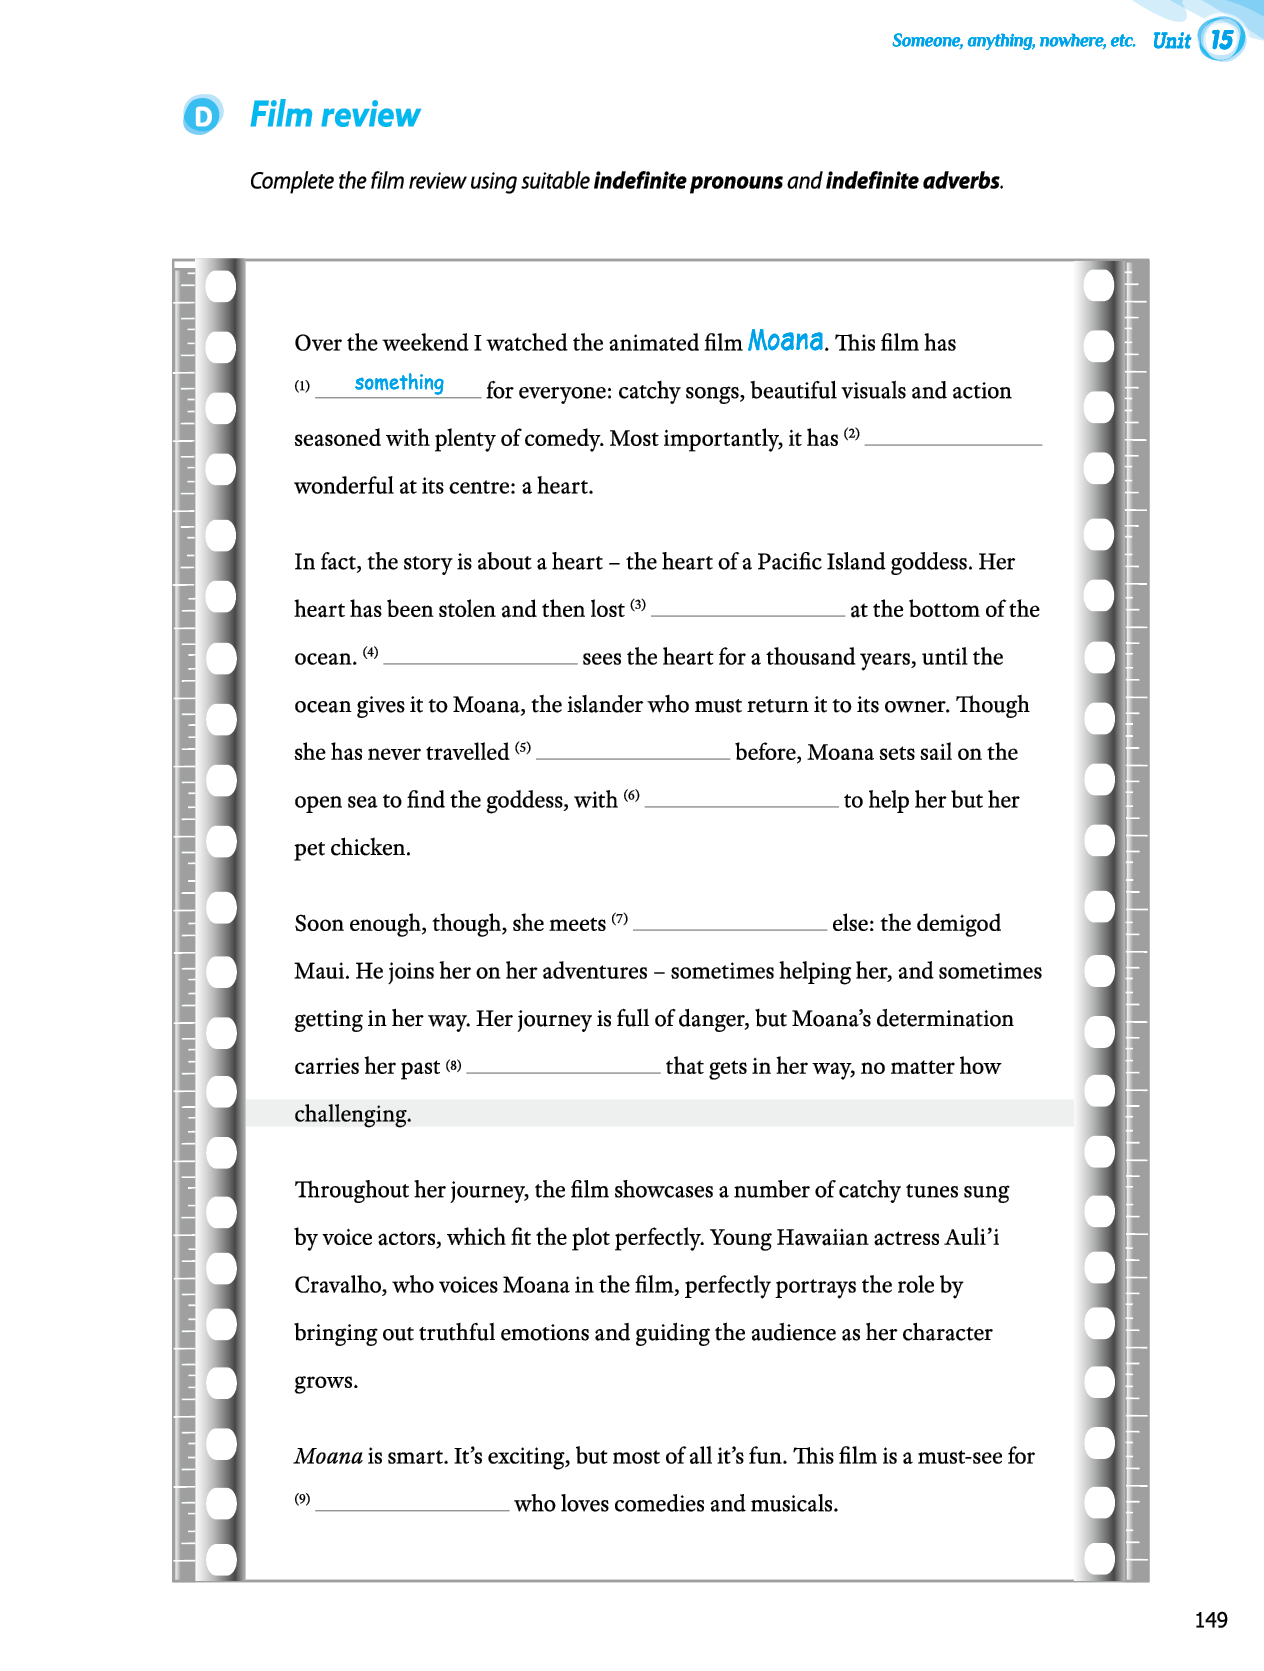 Someone, anything, nowhere, etc. Unit 15
D Film review
Complete the film review using suitable indefinite pronouns and indefinite adverbs.
Over the weekend I watched the animated film Moana. This film has
(1) something for everyone: catchy songs, beautiful visuals and action
seasoned with plenty of comedy. Most importantly, it has (2) ____________
wonderful at its centre: a heart.
In fact, the story is about a heart – the heart of a Pacific Island goddess. Her
heart has been stolen and then lost (3) ____________ at the bottom of the
ocean. (4) ____________ sees the heart for a thousand years, until the
ocean gives it to Moana, the islander who must return it to its owner. Though
she has never travelled (5) ____________ before, Moana sets sail on the
open sea to find the goddess, with (6) ____________ to help her but her
pet chicken.
Soon enough, though, she meets (7) ____________ else: the demigod
Maui. He joins her on her adventures – sometimes helping her, and sometimes
getting in her way. Her journey is full of danger, but Moana’s determination
carries her past (8) ____________ that gets in her way, no matter how
challenging.
Throughout her journey, the film showcases a number of catchy tunes sung
by voice actors, which fit the plot perfectly. Young Hawaiian actress Auli’i
Cravalho, who voices Moana in the film, perfectly portrays the role by
bringing out truthful emotions and guiding the audience as her character
grows.
Moana is smart. It’s exciting, but most of all it’s fun. This film is a must-see for
(9) ____________ who loves comedies and musicals.
149